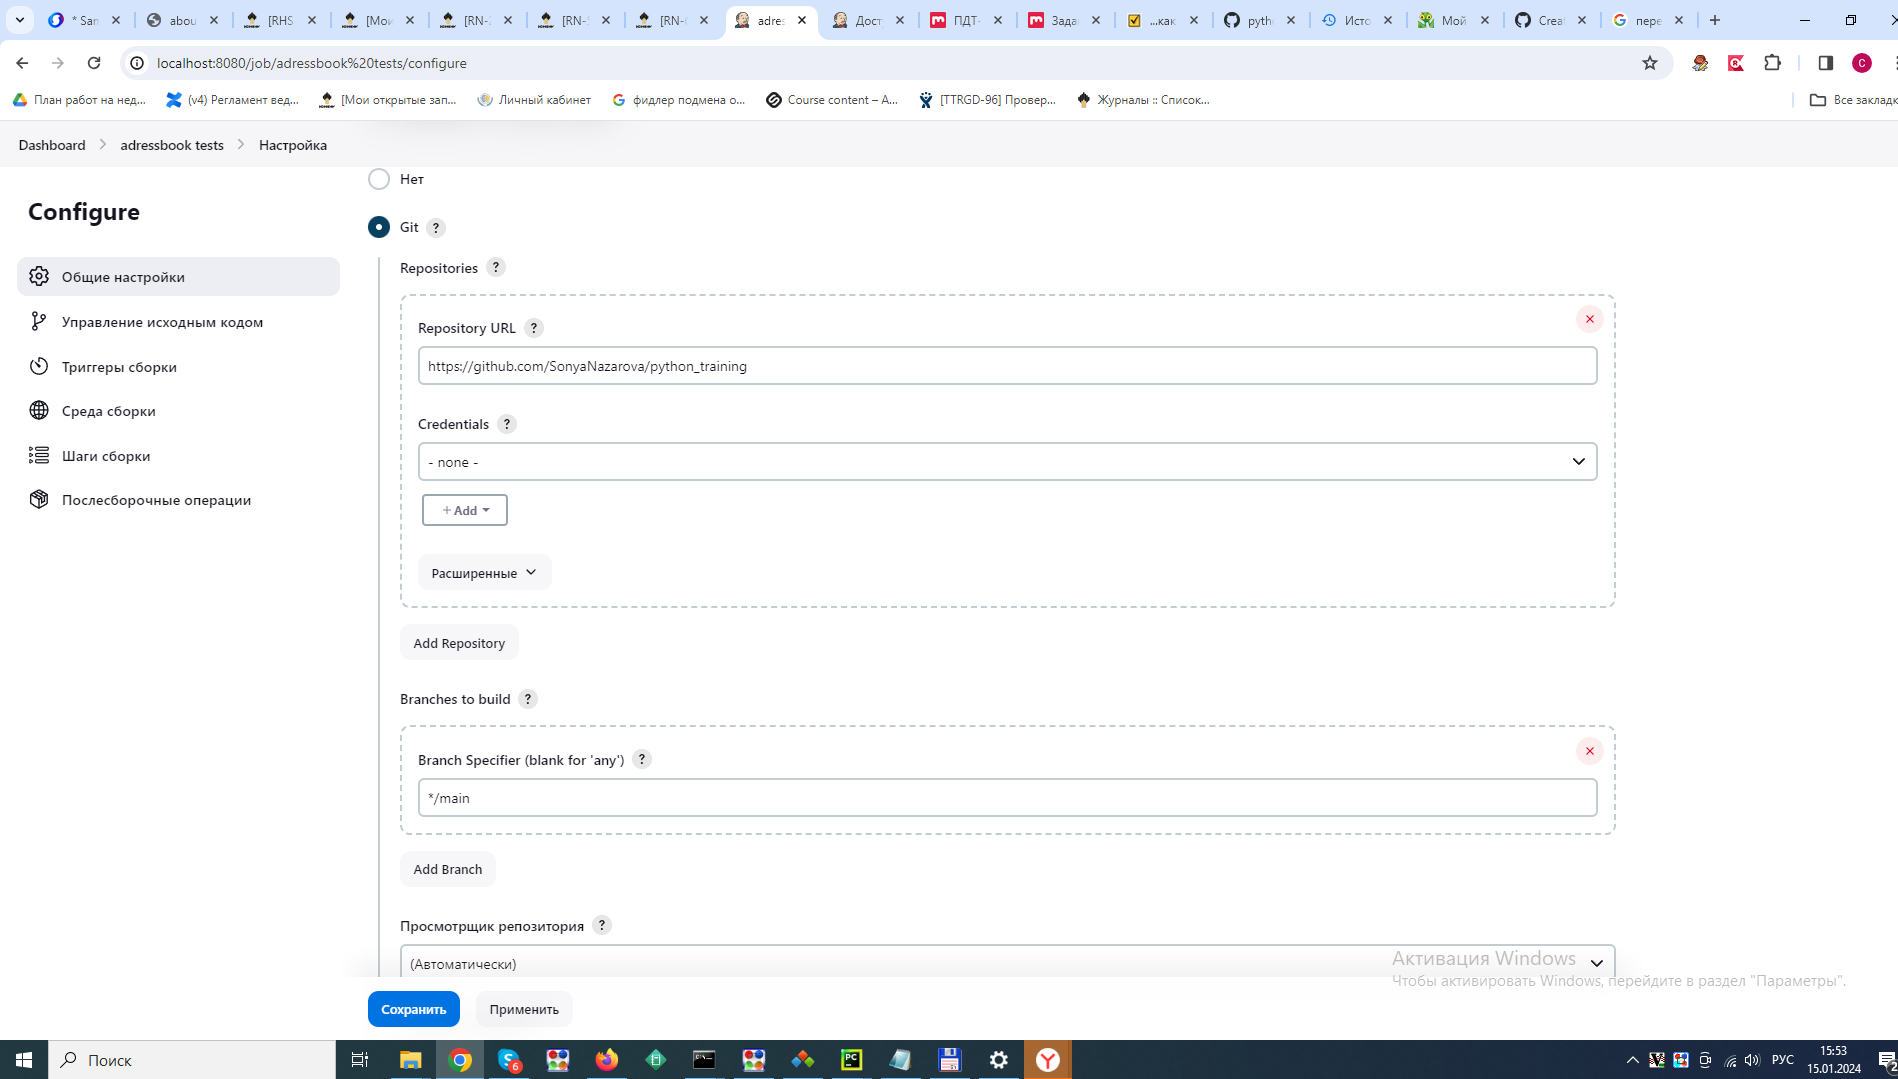 * San
abou
[RHS
[Мои
[RN-
[RN-
[RN-
adres
Дост
ПДТ-
Зада
...как
pyth
Исто
Мой
Crea
пере
localhost:8080/job/adressbook%20tests/configure
План работ на нед...
(v4) Регламент вед...
[Мои открытые зап...
Личный кабинет
фидлер подмена о...
Course content – A...
[TTRGD-96] Провер...
Журналы :: Список...
Все закладк
Dashboard
adressbook tests
Настройка
Configure
Общие настройки
Управление исходным кодом
Триггеры сборки
Среда сборки
Шаги сборки
Послесборочные операции
Нет
Git ?
Repositories ?
Repository URL ?
https://github.com/SonyaNazarova/python_training
Credentials ?
- none -
+ Add
Расширенные
Add Repository
Branches to build ?
Branch Specifier (blank for 'any') ?
*/main
Add Branch
Просмотрщик репозитория ?
(Автоматически)
Активация Windows
Чтобы активировать Windows, перейдите в раздел "Параметры".
Сохранить
Применить
Поиск
РУС
15:53
15.01.2024